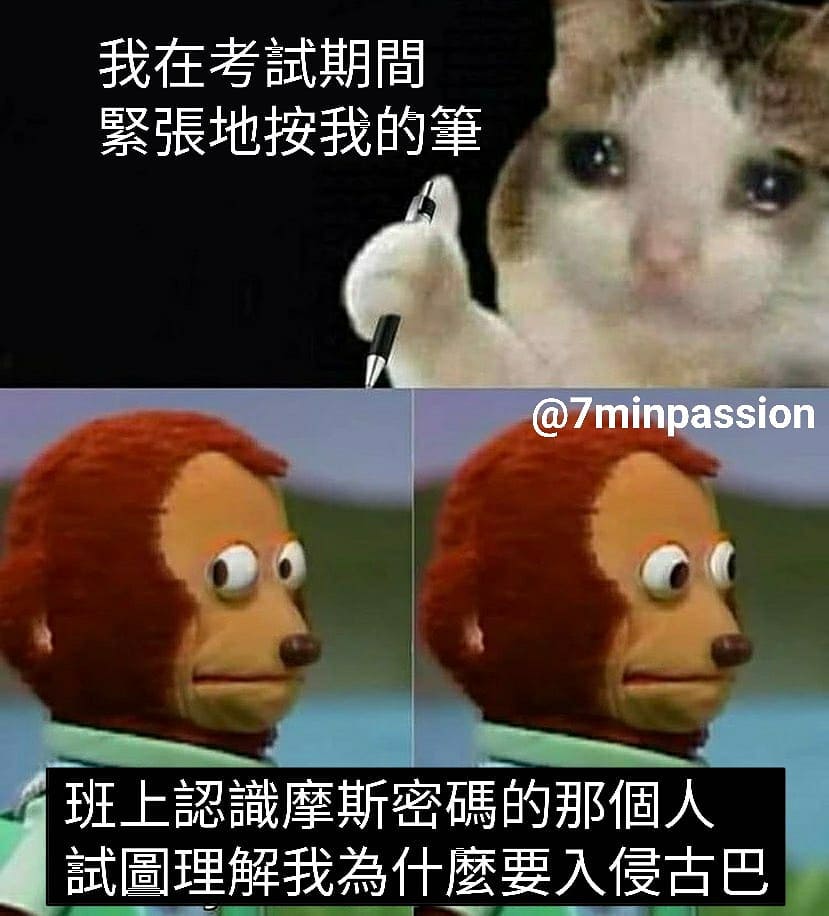 我在考試期間
緊張地按我的筆
@7minpassion
班上認識摩斯密碼的那個人
試圖理解我為什麼要入侵古巴